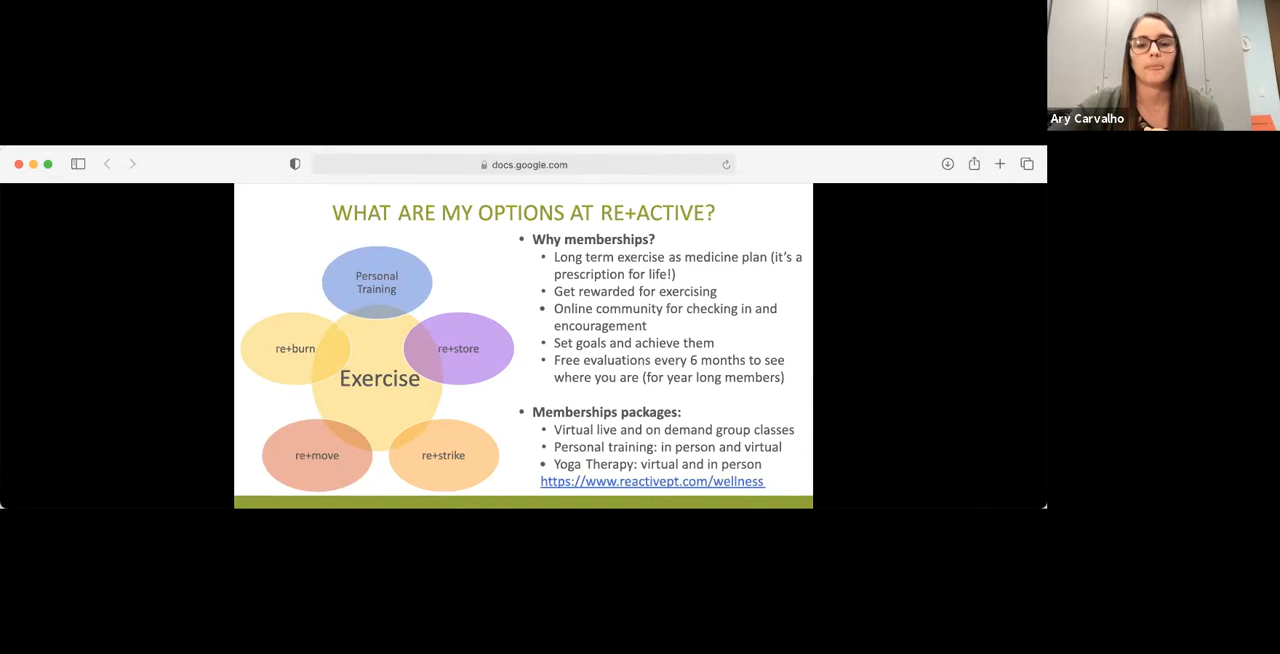 Ary Carvalho
docs.google.com
WHAT ARE MY OPTIONS AT RE+ACTIVE?
Personal
Training
re+burn
re+store
Exercise
re+move
re+strike
• Why memberships?
• Long term exercise as medicine plan (it's a
prescription for life!)
• Get rewarded for exercising
• Online community for checking in and
encouragement
• Set goals and achieve them
• Free evaluations every 6 months to see
where you are (for year long members)
• Memberships packages:
• Virtual live and on demand group classes
• Personal training: in person and virtual
• Yoga Therapy: virtual and in person
https://www.reactivept.com/wellness